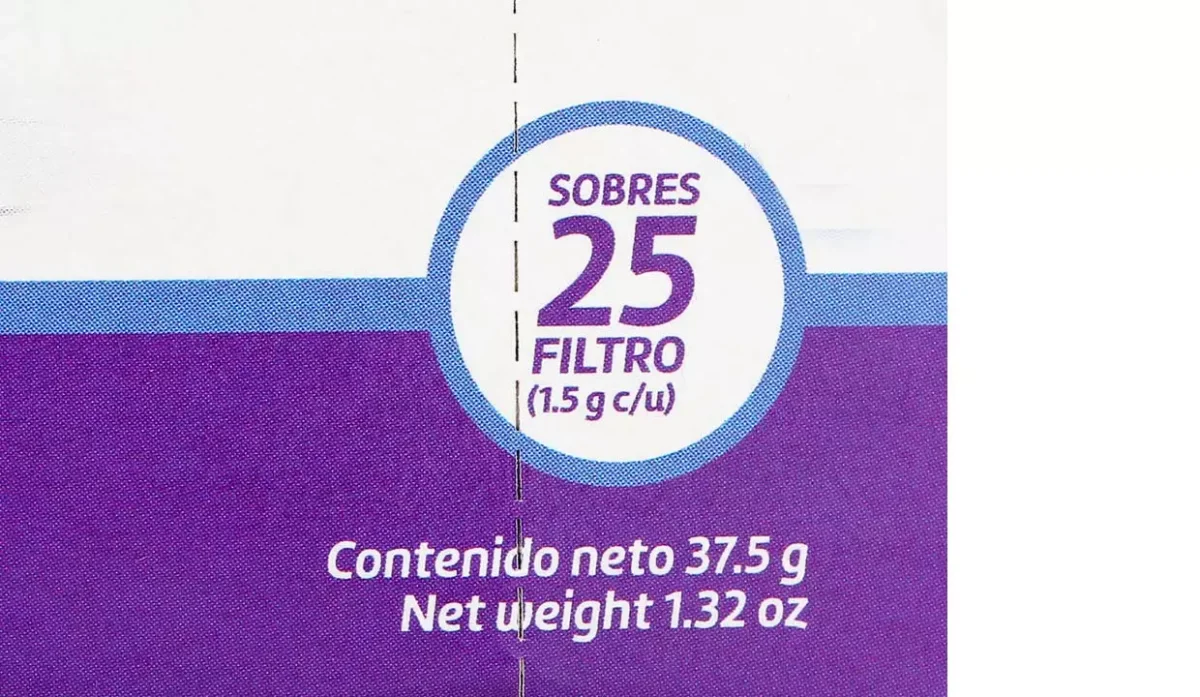 SOBRES
25
FILTRO
(1.5 g c/u)
Contenido neto 37.5 g
Net weight 1.32 oz